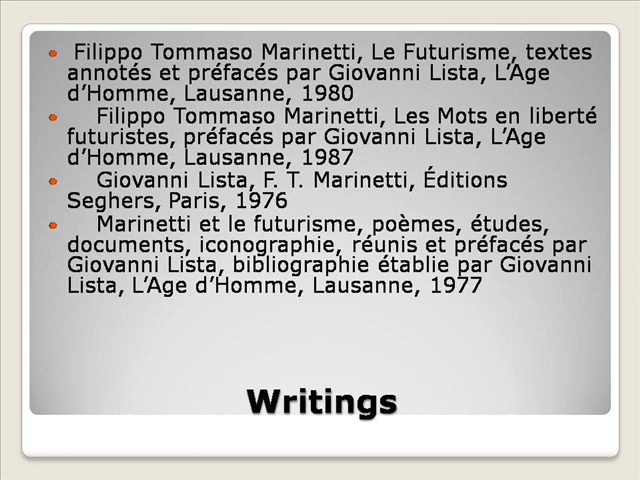 • Filippo Tommaso Marinetti, Le Futurisme, textes
annotés et préfacés par Giovanni Lista, L’Age
d’Homme, Lausanne, 1980
• Filippo Tommaso Marinetti, Les Mots en liberté
futuristes, préfacés par Giovanni Lista, L’Age
d’Homme, Lausanne, 1987
• Giovanni Lista, F. T. Marinetti, Éditions
Seghers, Paris, 1976
• Marinetti et le futurisme, poèmes, études,
documents, iconographie, réunis et préfacés par
Giovanni Lista, bibliographie établie par Giovanni
Lista, L’Age d’Homme, Lausanne, 1977
Writings